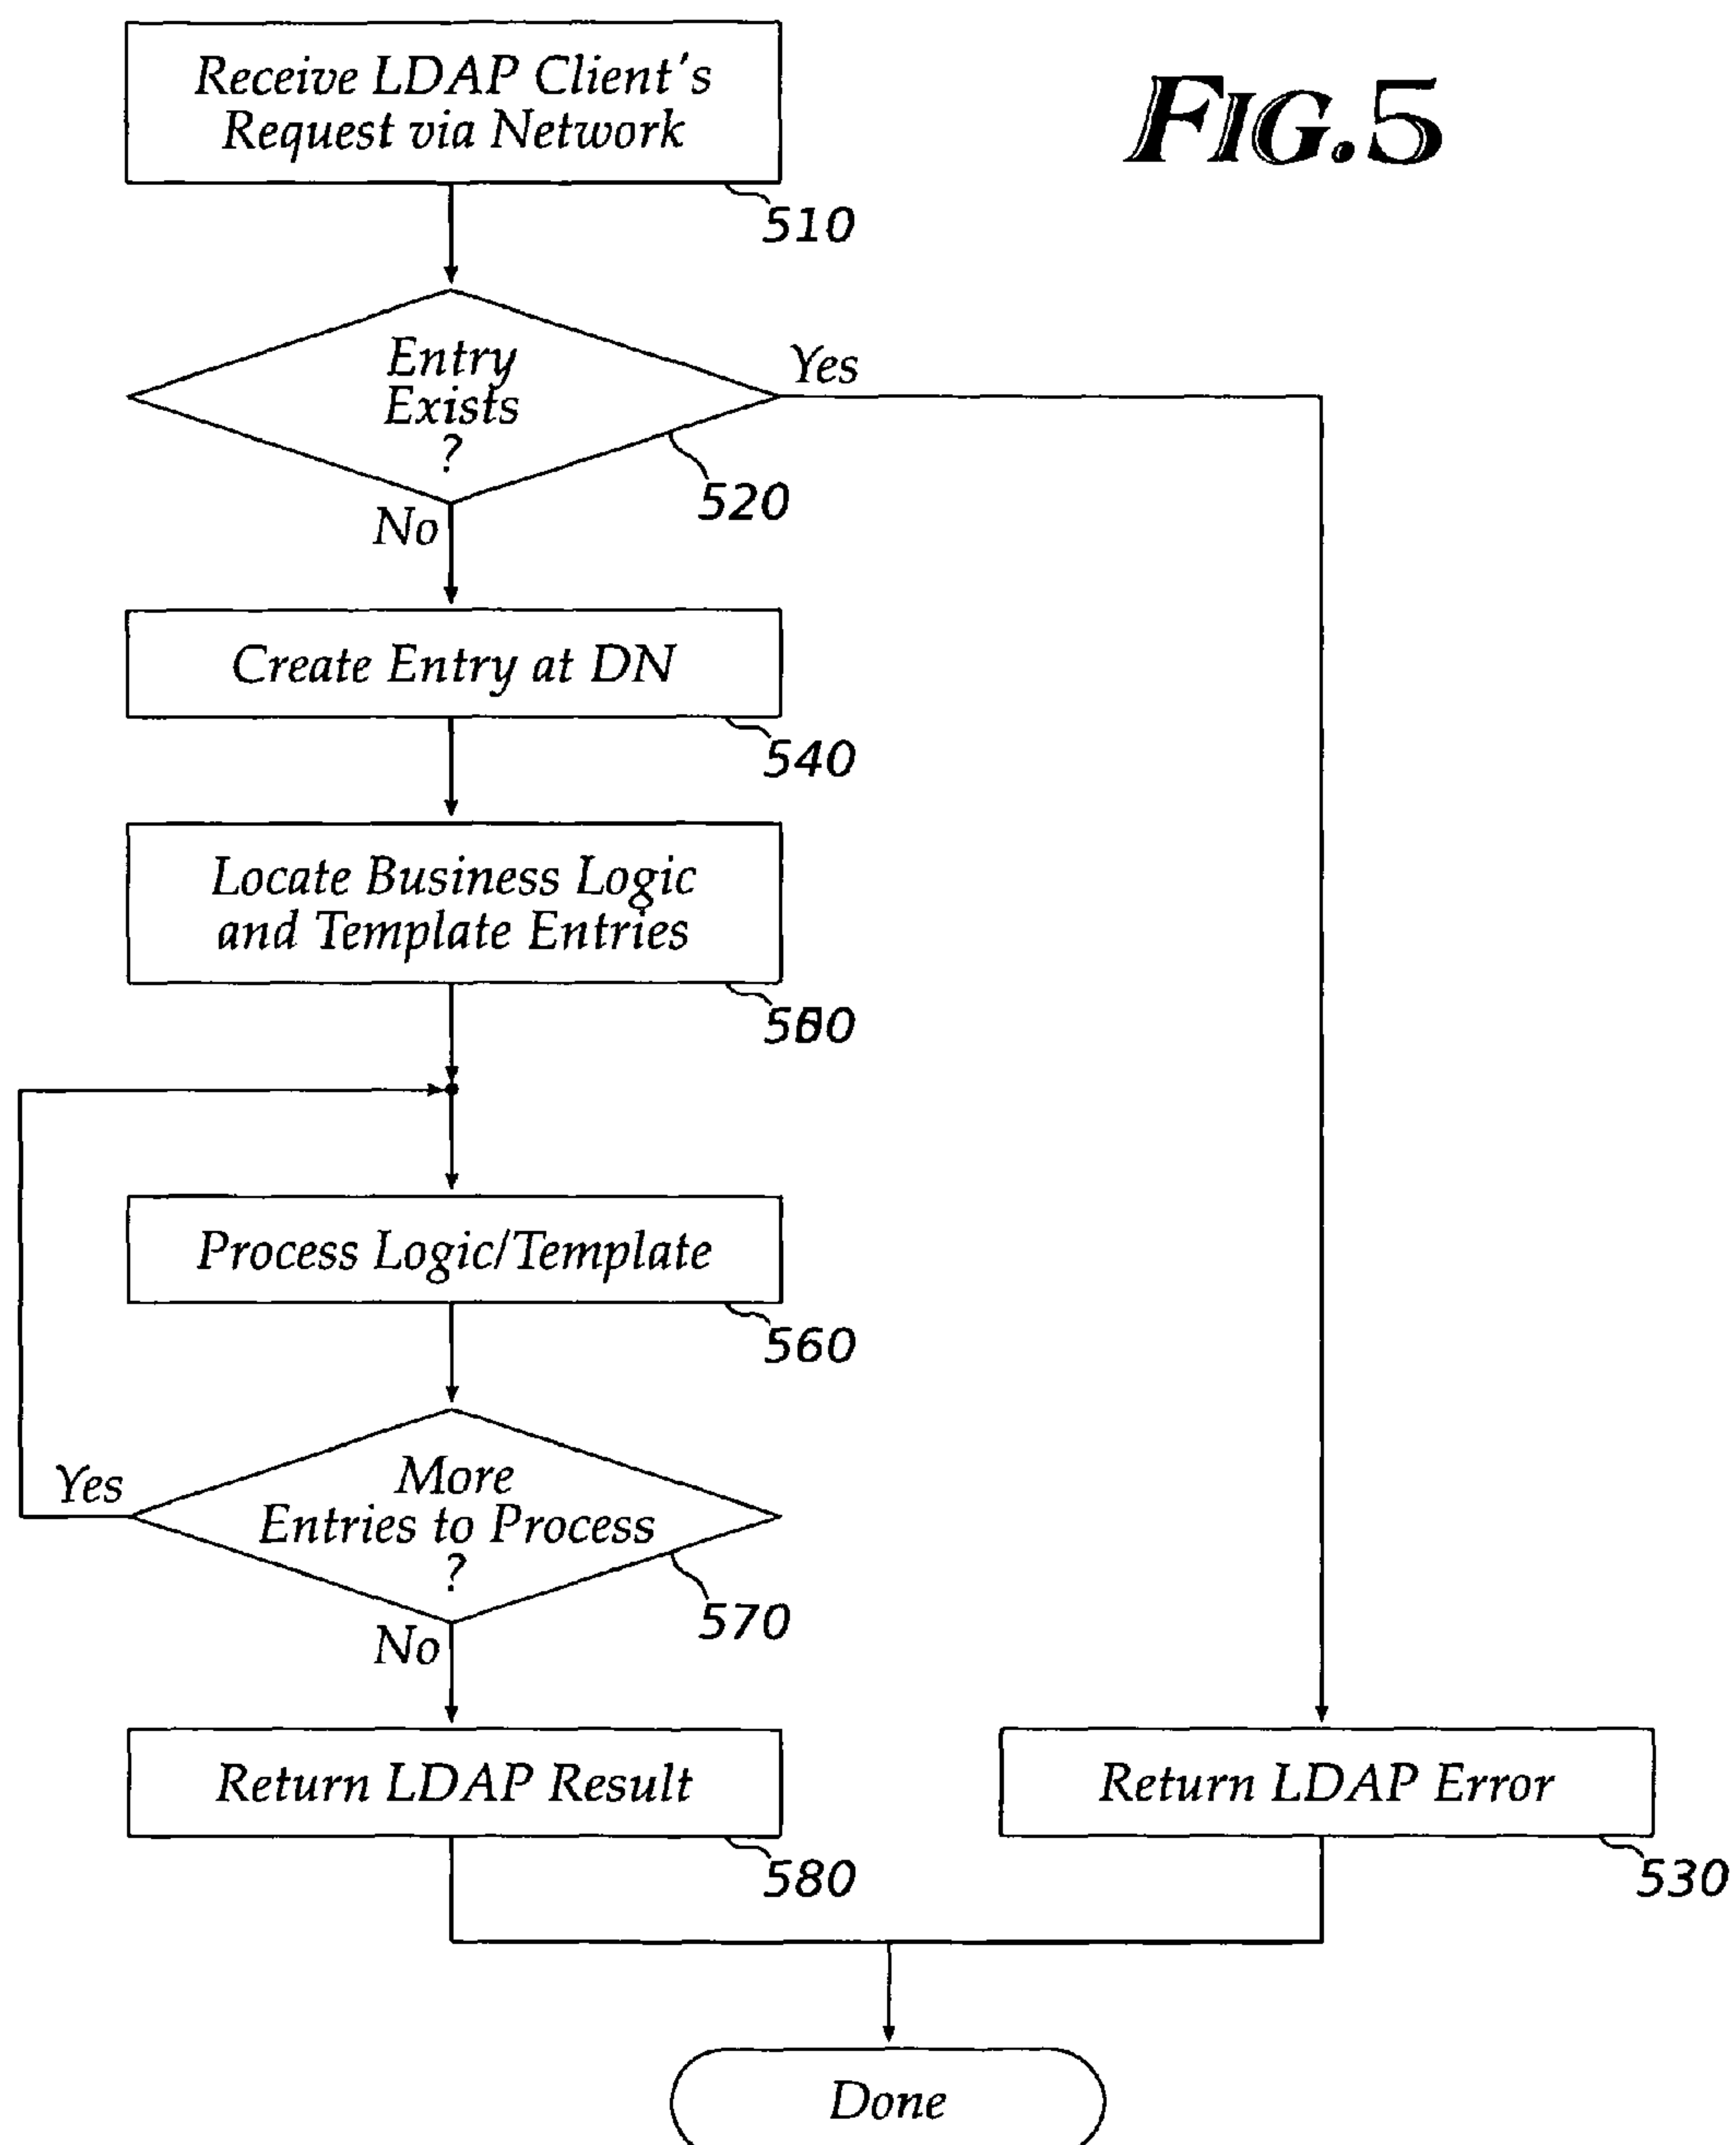 FIG.5
Receive LDAP Client's
Request via Network
510
Entry
Exists
?
Yes
520
No
Create Entry at DN
540
Locate Business Logic
and Template Entries
Process Logic/Template
560
More
Entries to Process
?
Yes
570
No
Return LDAP Result
580
Return LDAP Error
530
Done